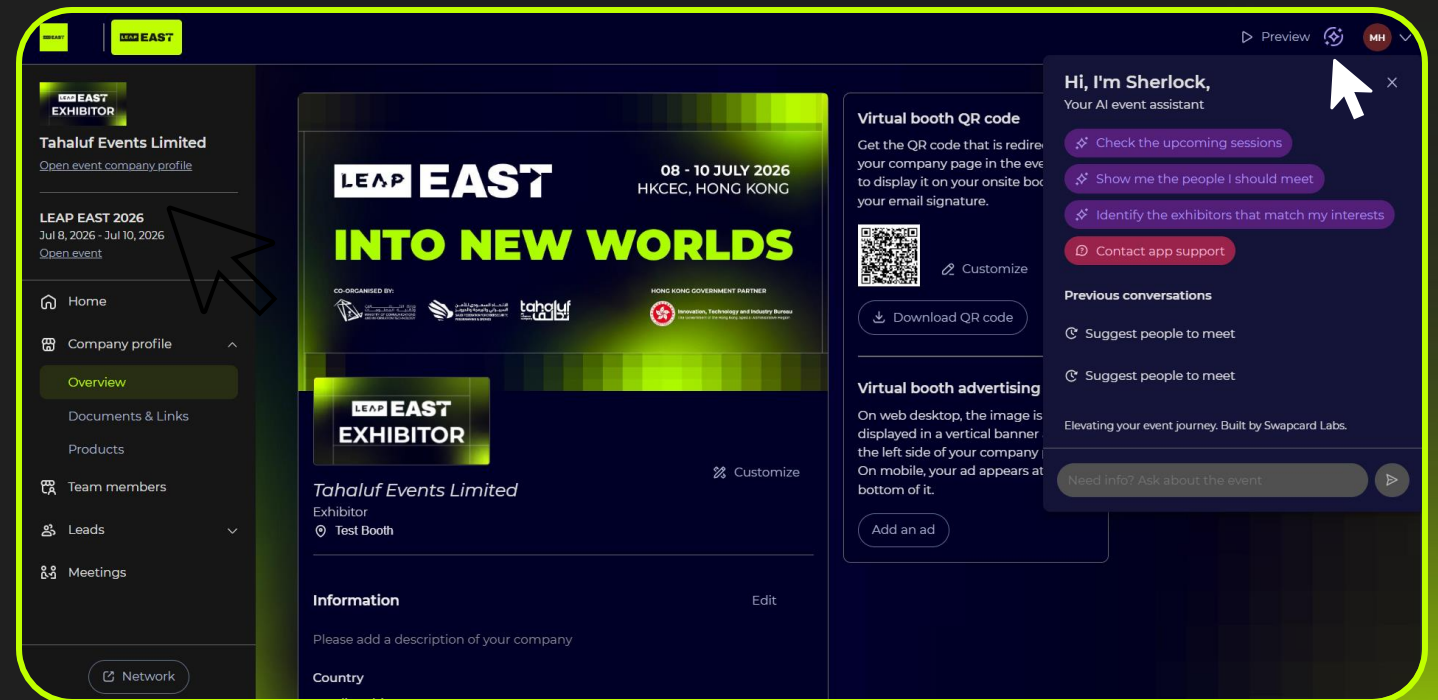 LEAP EAST
LEAP EAST
Preview
MH
LEAP EAST
EXHIBITOR
Tahaluf Events Limited
Open event company profile
LEAP EAST 2026
Jul 8, 2026 - Jul 10, 2026
Open event
Home
Company profile
Overview
Documents & Links
Products
Team members
Leads
Meetings
Network
LEAP EAST
08 - 10 JULY 2026
HKCEC, HONG KONG
INTO NEW WORLDS
CO-ORGANISED BY:
tahaluf
HONG KONG GOVERNMENT PARTNER
Innovation, Technology and Industry Bureau
LEAP EAST
EXHIBITOR
Customize
Tahaluf Events Limited
Exhibitor
Test Booth
Information
Edit
Please add a description of your company
Country
Virtual booth QR code
Get the QR code that is redire
your company page in the eve
to display it on your onsite boo
your email signature.
Customize
Download QR code
Virtual booth advertising
On web desktop, the image is
displayed in a vertical banner
the left side of your company
On mobile, your ad appears at
bottom of it.
Add an ad
Hi, I'm Sherlock,
Your AI event assistant
Check the upcoming sessions
Show me the people I should meet
Identify the exhibitors that match my interests
Contact app support
Previous conversations
Suggest people to meet
Suggest people to meet
Elevating your event journey. Built by Swapcard Labs.
Need info? Ask about the event